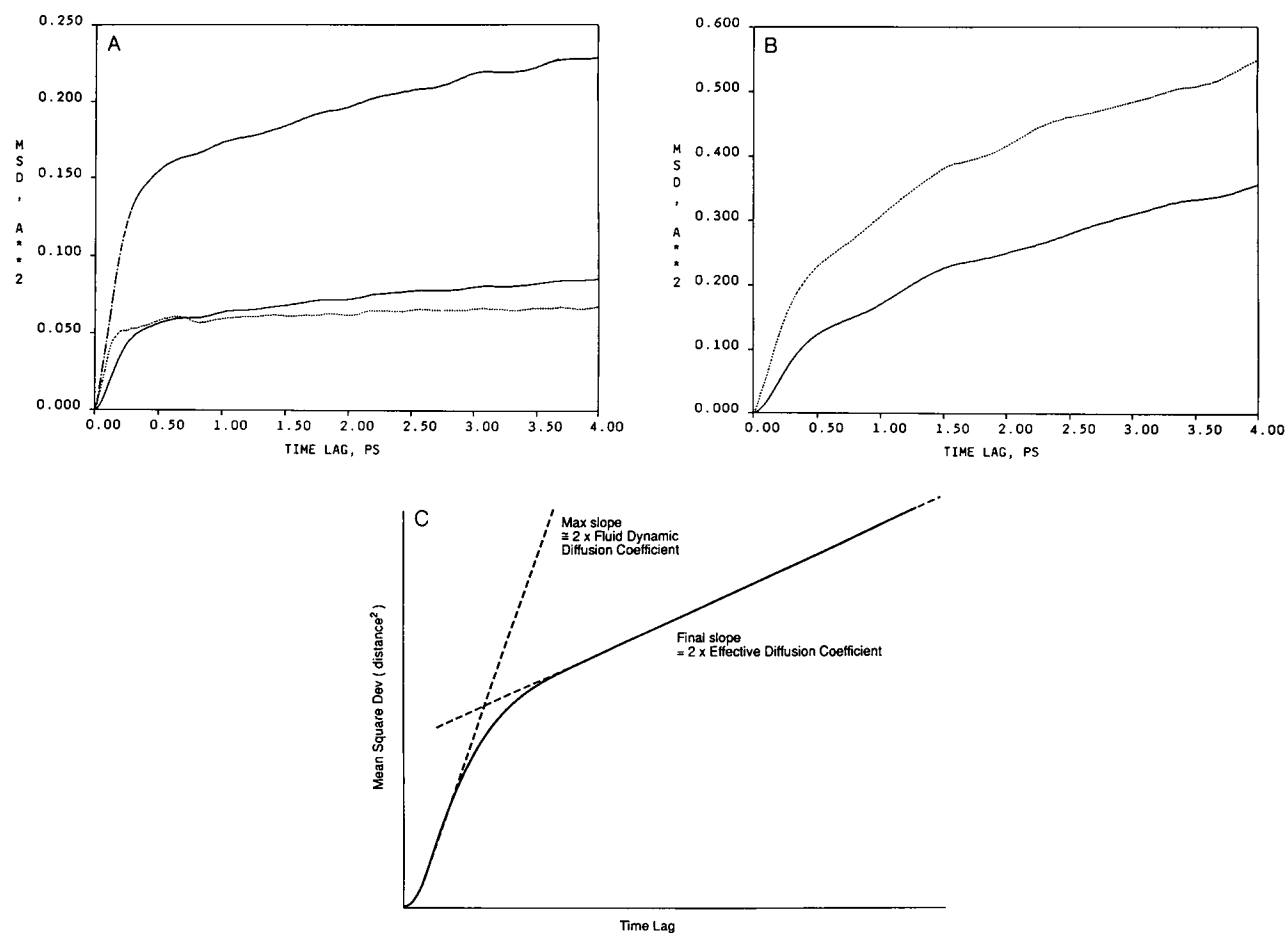 A
0.250
0.200
0.150
0.100
0.050
0.000
MSD, A**2
0.00 0.50 1.00 1.50 2.00 2.50 3.00 3.50 4.00
TIME LAG, PS
B
0.600
0.500
0.400
0.300
0.200
0.100
0.000
MSD, A**2
0.00 0.50 1.00 1.50 2.00 2.50 3.00 3.50 4.00
TIME LAG, PS
C
Max slope
≅ 2 x Fluid Dynamic
Diffusion Coefficient
Final slope
= 2 x Effective Diffusion Coefficient
Mean Square Dev ( distance²)
Time Lag